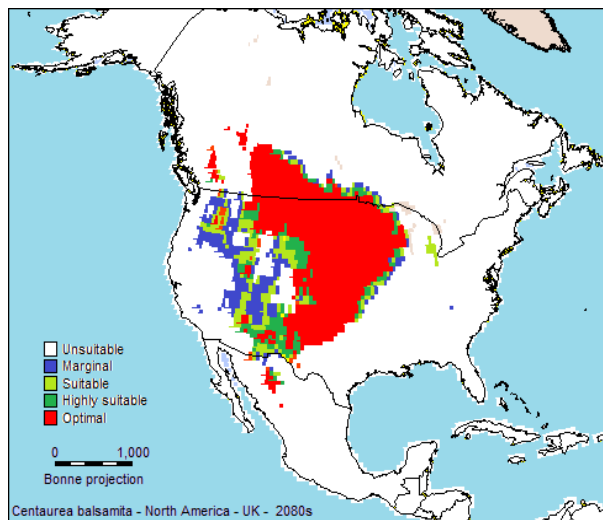 Unsuitable
Marginal
Suitable
Highly suitable
Optimal
0 1,000
Bonne projection
Centaurea balsamita - North America - UK - 2080s